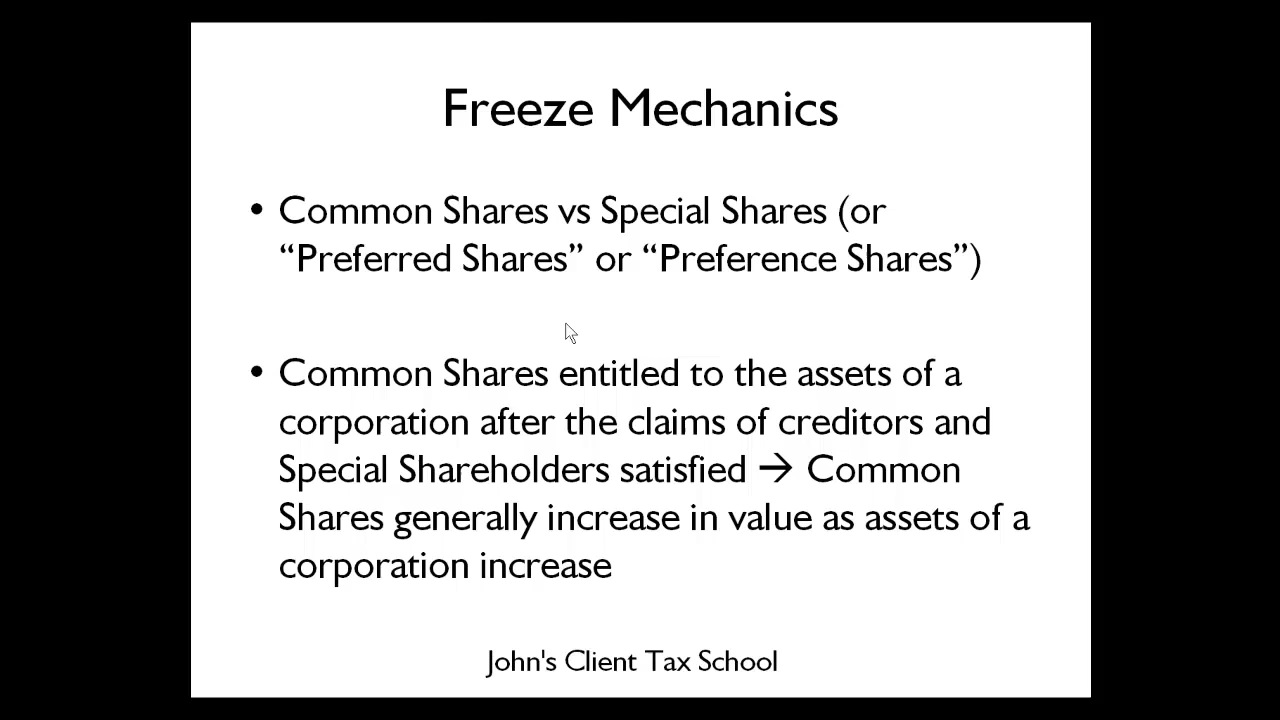 Freeze Mechanics
• Common Shares vs Special Shares (or
“Preferred Shares” or “Preference Shares”)
• Common Shares entitled to the assets of a
corporation after the claims of creditors and
Special Shareholders satisfied → Common
Shares generally increase in value as assets of a
corporation increase
John's Client Tax School